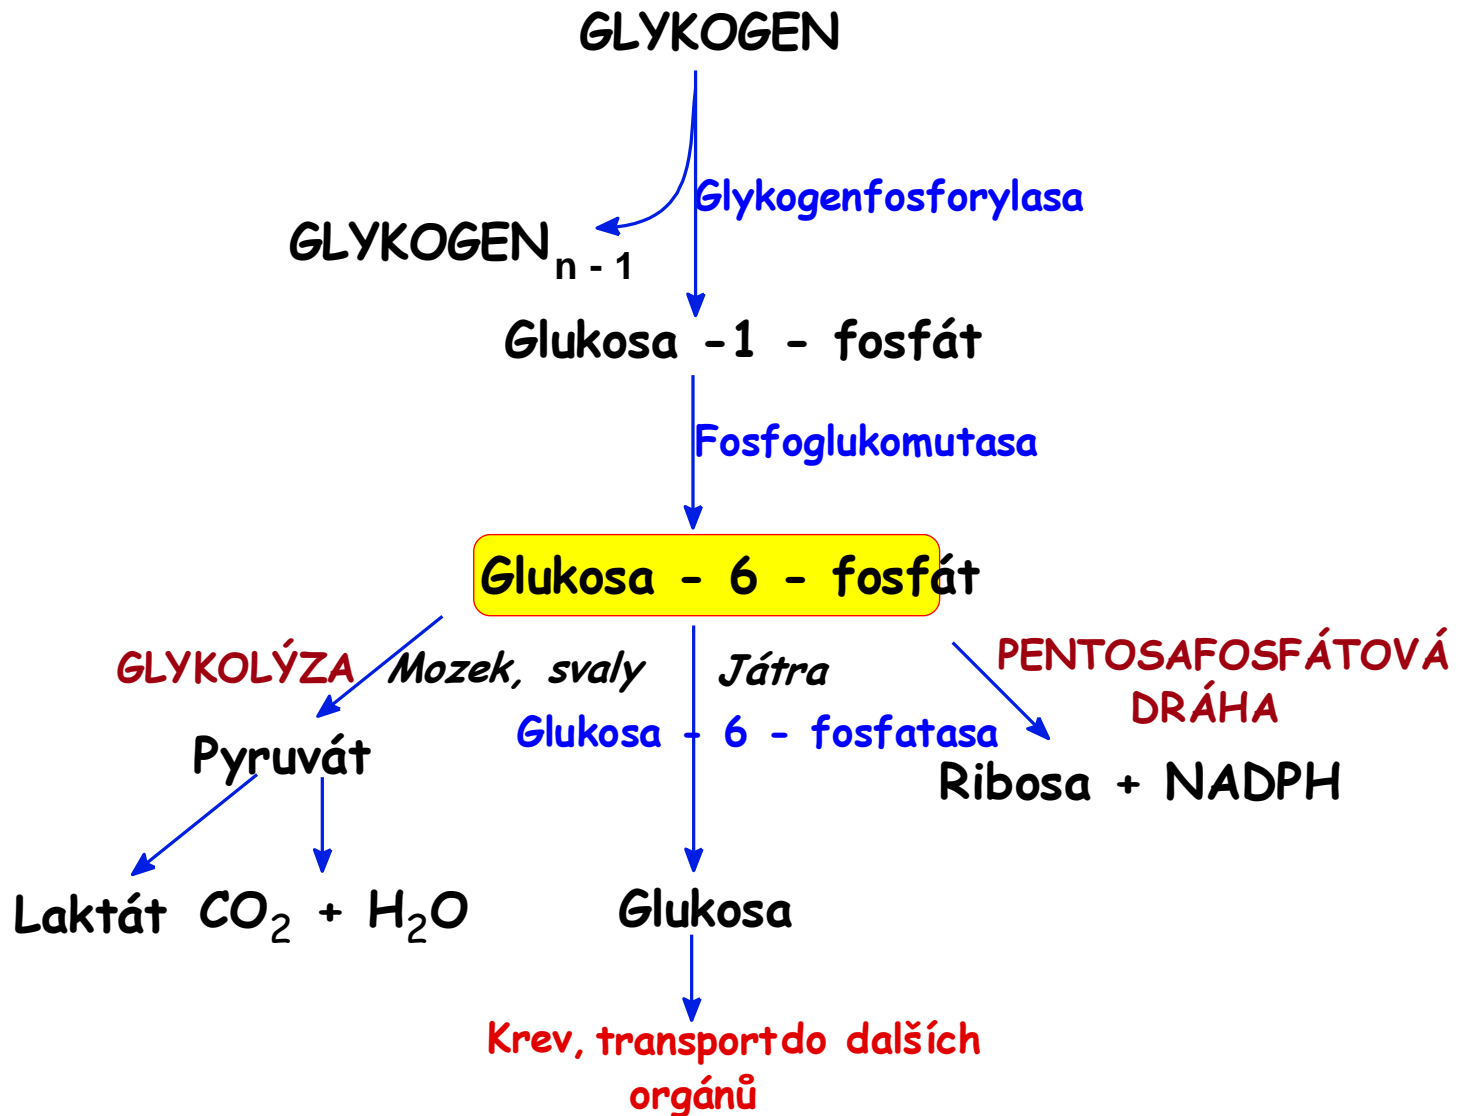 GLYKOGEN
Glykogenfosforylasa
GLYKOGEN n - 1
Glukosa -1 - fosfát
Fosfoglukomutasa
Glukosa - 6 - fosfát
GLYKOLÝZA Mozek, svaly Játra PENTOSAFOSFÁTOVÁ
DRÁHA
Glukosa - 6 - fosfatasa
Pyruvát
Ribosa + NADPH
Laktát CO₂ + H₂O Glukosa
Krev, transport do dalších
orgánů